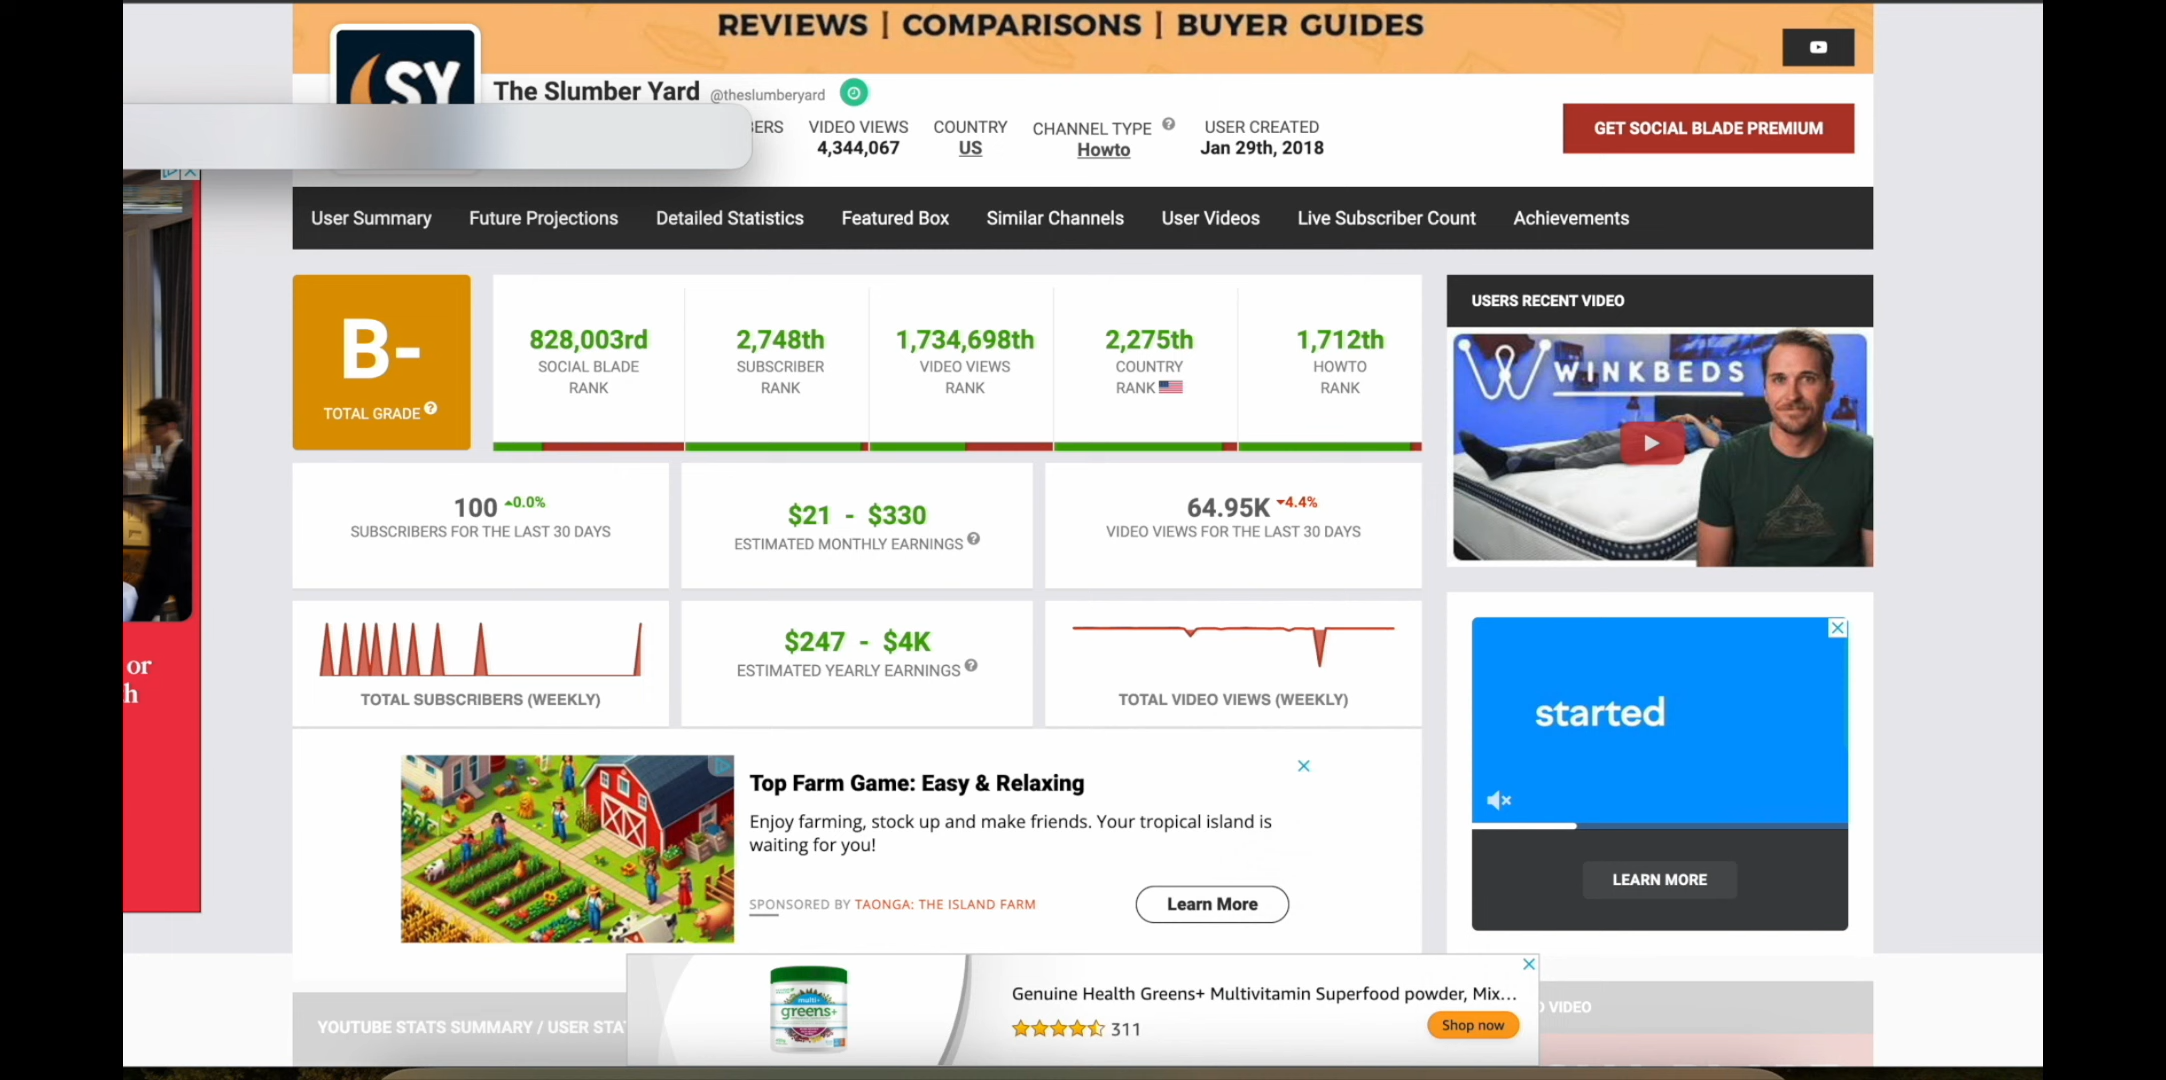 REVIEWS | COMPARISONS | BUYER GUIDES
SY
The Slumber Yard @theslumberyard
VIDEO VIEWS
4,344,067
COUNTRY
US
CHANNEL TYPE
Howto
USER CREATED
Jan 29th, 2018
GET SOCIAL BLADE PREMIUM
User Summary Future Projections Detailed Statistics Featured Box Similar Channels User Videos Live Subscriber Count Achievements
B-
TOTAL GRADE
828,003rd
SOCIAL BLADE
RANK
2,748th
SUBSCRIBER
RANK
1,734,698th
VIDEO VIEWS
RANK
2,275th
COUNTRY
RANK
1,712th
HOWTO
RANK
USERS RECENT VIDEO
WINKBEDS
100 0.0%
SUBSCRIBERS FOR THE LAST 30 DAYS
$21 - $330
ESTIMATED MONTHLY EARNINGS
64.95K 4.4%
VIDEO VIEWS FOR THE LAST 30 DAYS
TOTAL SUBSCRIBERS (WEEKLY)
$247 - $4K
ESTIMATED YEARLY EARNINGS
TOTAL VIDEO VIEWS (WEEKLY)
or
h
started
LEARN MORE
Top Farm Game: Easy & Relaxing
Enjoy farming, stock up and make friends. Your tropical island is
waiting for you!
SPONSORED BY TAONGA: THE ISLAND FARM
Learn More
multi+
greens+
Genuine Health Greens+ Multivitamin Superfood powder, Mix...
311
Shop now
YOUTUBE STATS SUMMARY / USER STA
VIDEO